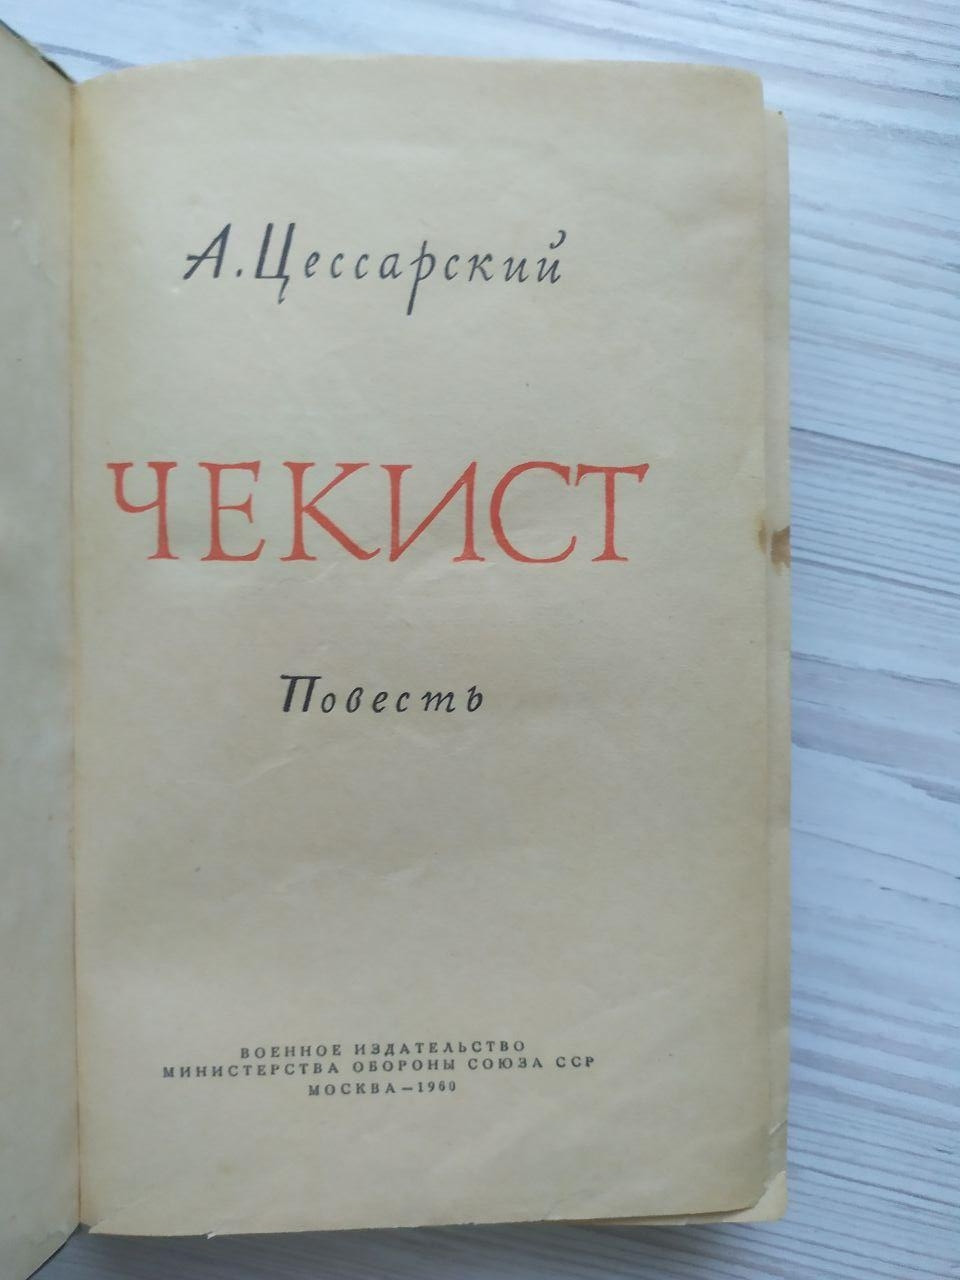 А. Цессарский
ЧЕКИСТ
Повесть
ВОЕННОЕ ИЗДАТЕЛЬСТВО
МИНИСТЕРСТВА ОБОРОНЫ СОЮЗА ССР
МОСКВА — 1960